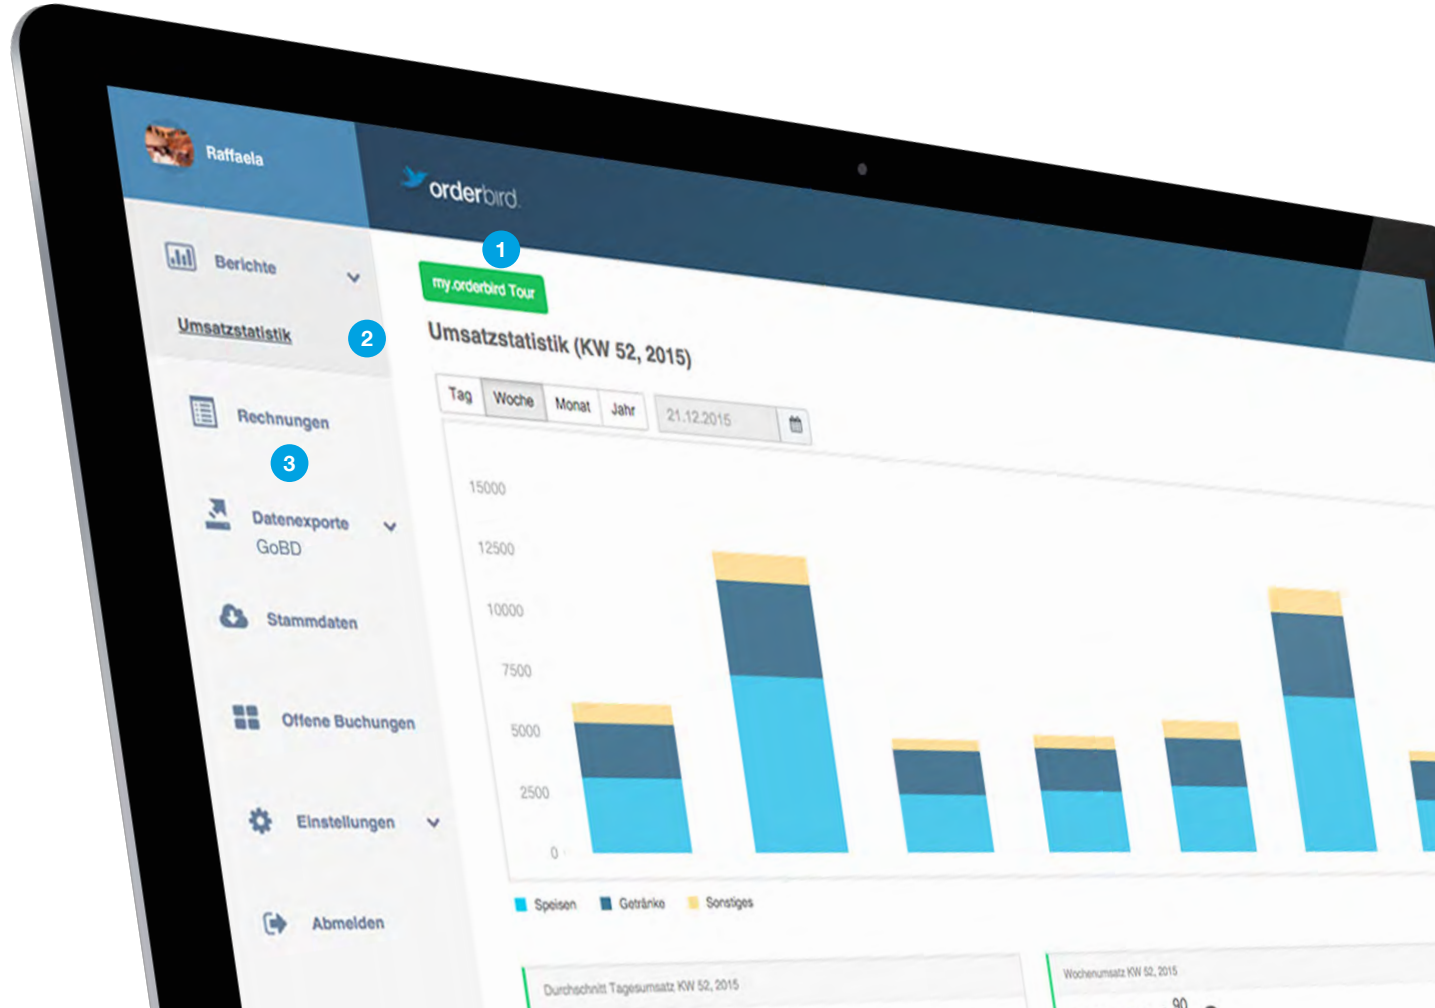 Raffaela
orderbird.
1
my.orderbird Tour
Berichte
Umsatzstatistik
2
Umsatzstatistik (KW 52, 2015)
Tag Woche Monat Jahr 21.12.2015
Rechnungen
3
Datenexporte
GoBD
Stammdaten
Offene Buchungen
Einstellungen
Abmelden
15000
12500
10000
7500
5000
2500
0
Speisen Getränke Sonstiges
Durchschnitt Tagesumsatz KW 52, 2015
Wochenumsatz KW 52, 2015
90